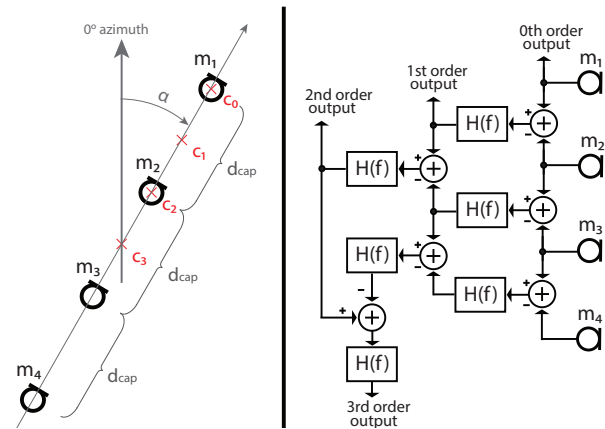 0° azimuth
m1
α
C0
C1
m2
dcap
C2
C3
m3
dcap
m4
dcap
0th order
output
1st order
output
2nd order
output
m1
H(f)
+
−
+
H(f)
+
−
+
m2
H(f)
+
−
+
H(f)
+
−
+
m3
H(f)
+
−
+
−
+
+
m4
H(f)
3rd order
output